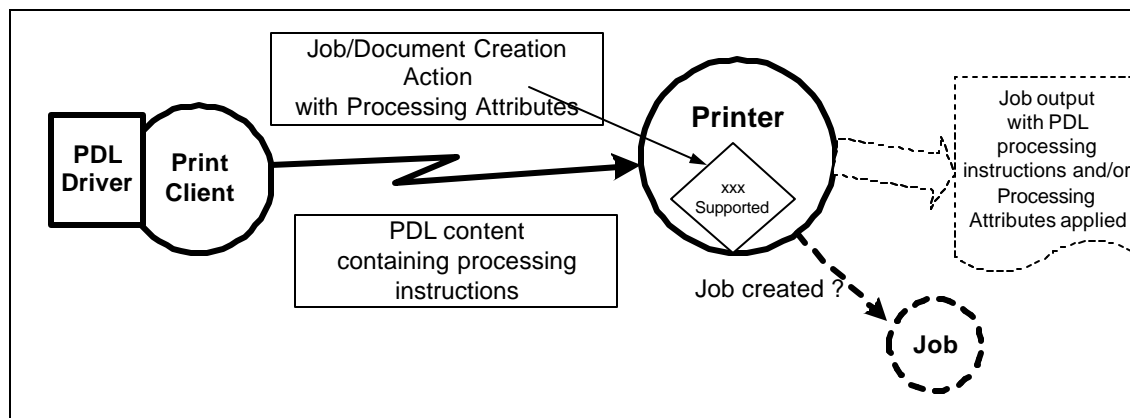 PDL
Driver
Print
Client
Job/Document Creation
Action
with Processing Attributes
PDL content
containing processing
instructions
Printer
xxx
Supported
Job created ?
Job
Job output
with PDL
processing
instructions and/or
Processing
Attributes applied